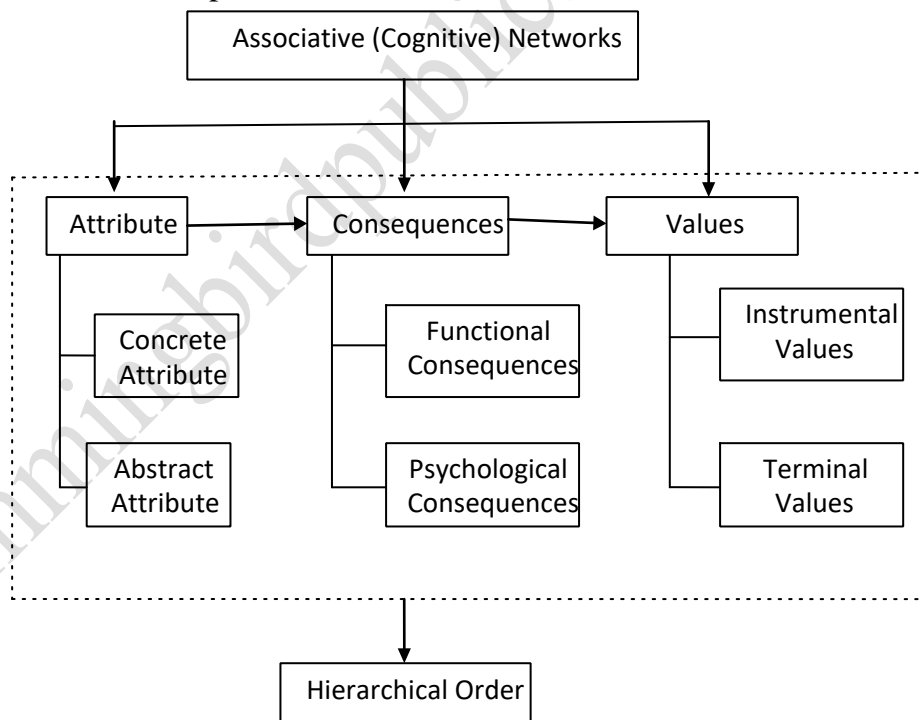 Associative (Cognitive) Networks
Attribute
Consequences
Values
Concrete
Attribute
Functional
Consequences
Instrumental
Values
Abstract
Attribute
Psychological
Consequences
Terminal
Values
Hierarchical Order